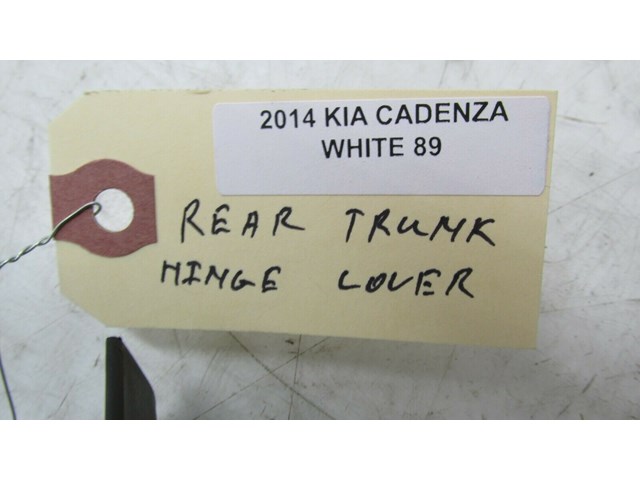 2014 KIA CADENZA
WHITE 89
REAR TRUNK
HINGE COVER